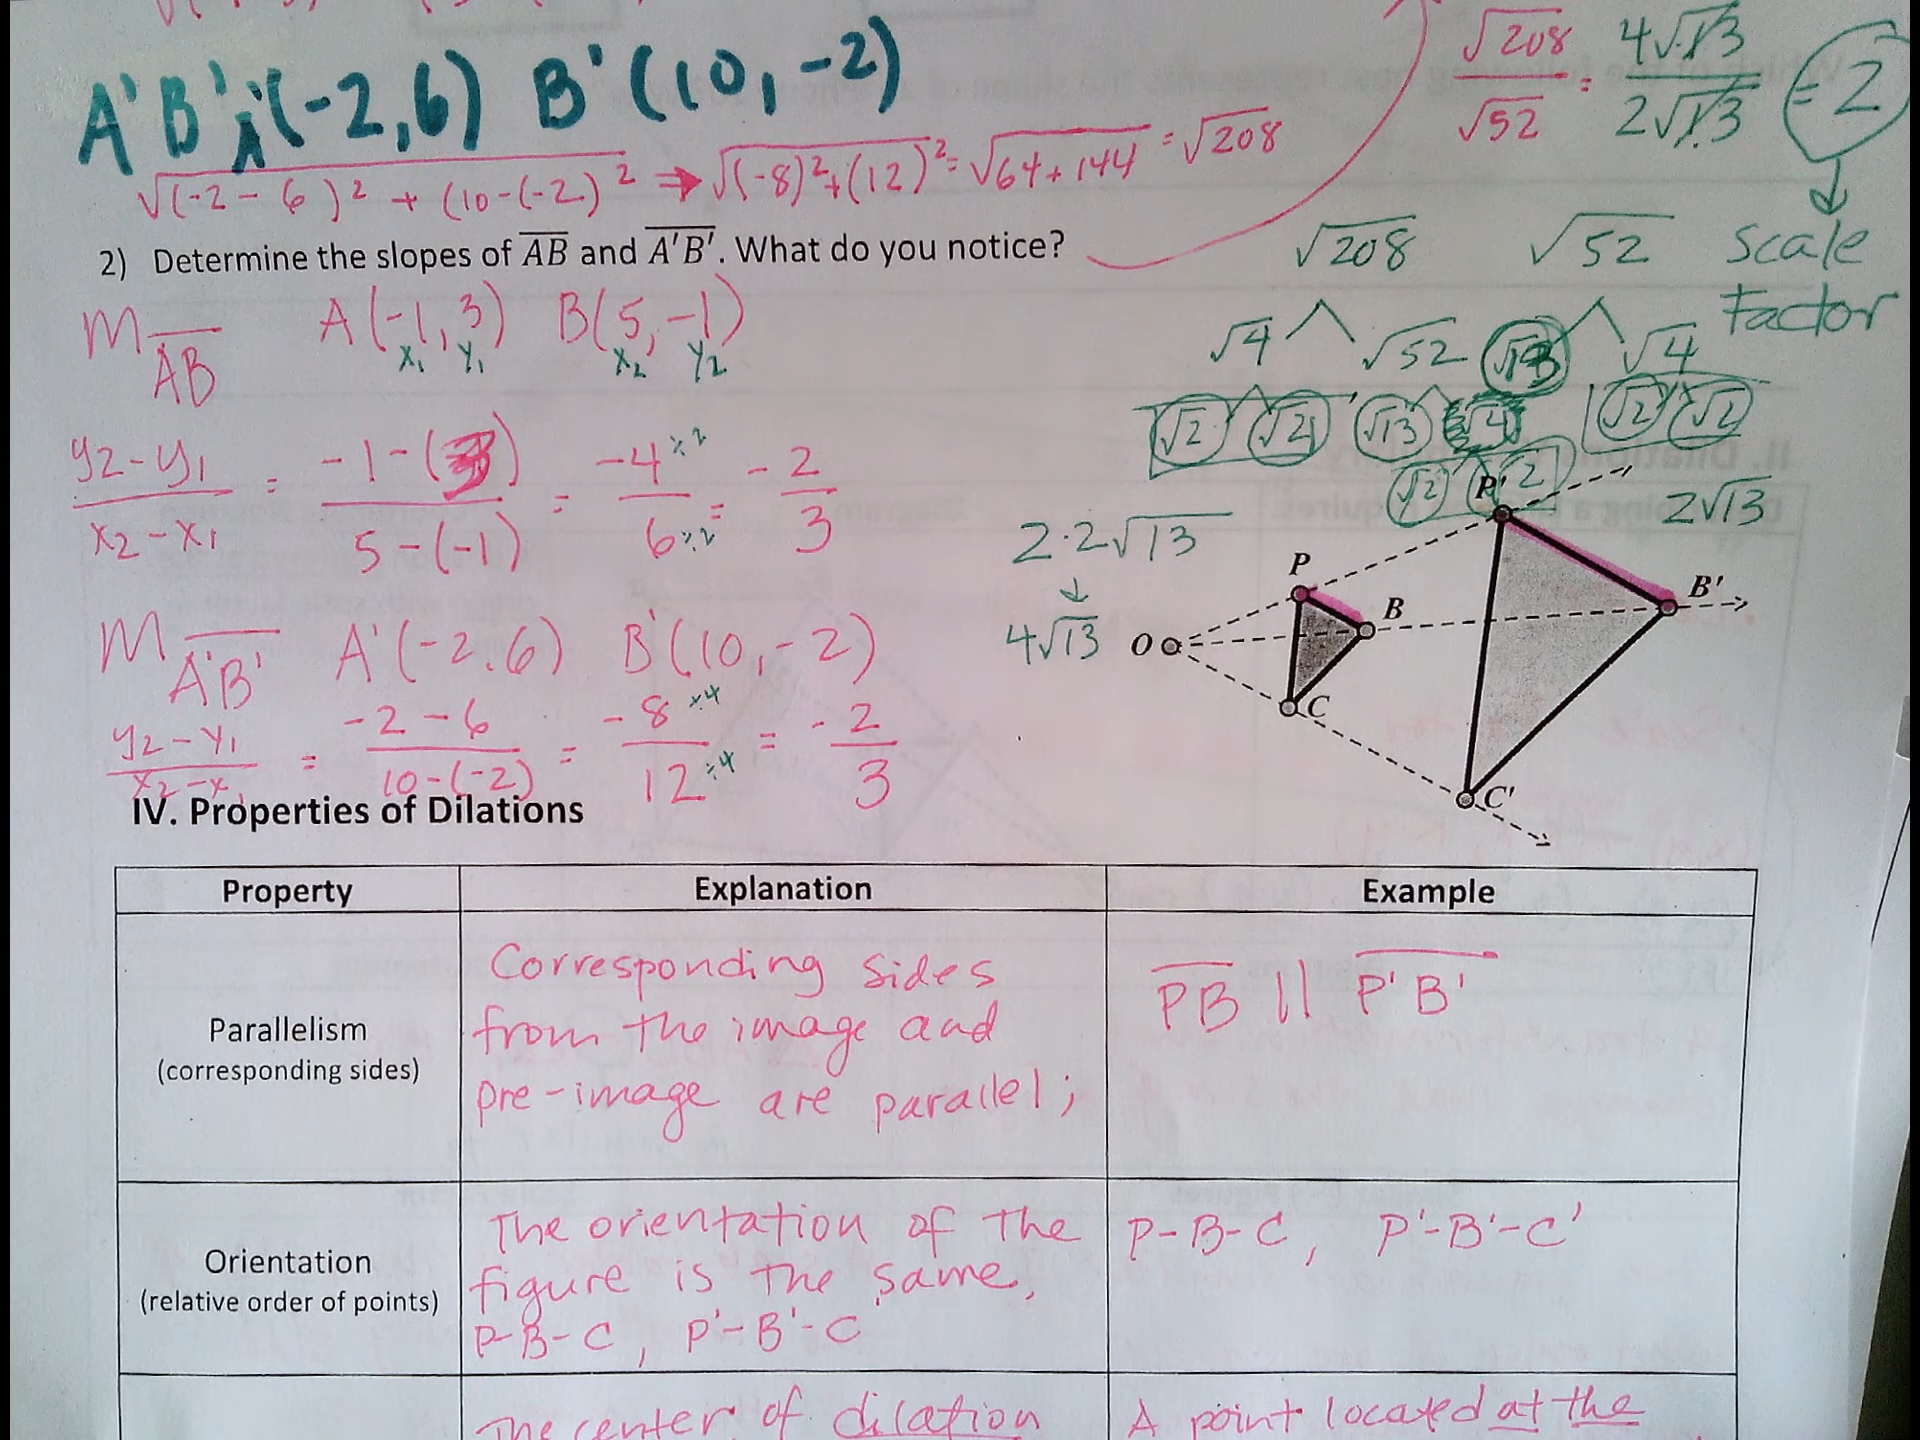 A'B': A'(-2,6) B'(10,-2)
√(-2-6)² + (10-(-2)² → √(-8)²+(12)² = √64+144 = √208
√208/√52 = 4√13/2√13 = 2
Scale
Factor
2) Determine the slopes of AB and A'B'. What do you notice?
m AB A(-1,3) B(5,-1)
x₁ y₁ x₂ y₂
y2-y1/x2-x1 = -1-(3)/5-(-1) = -4÷2/6÷2 = -2/3
m A'B' A'(-2.6) B'(10,-2)
y2-y1/x2-x1 = -2-6/10-(-2) = -8÷4/12÷4 = -2/3
√208 √52
√4 √52 √13 √4
√2 √2 √13 √4 √2 √2
√2 √2
2·2√13 2√13
↓
4√13
P'
P
B
B'
O
C
C'
IV. Properties of Dilations
Property Explanation Example
Parallelism
(corresponding sides)
Corresponding sides
from the image and
pre-image are parallel;
PB || P'B'
Orientation
(relative order of points)
The orientation of the
figure is the same,
P-B-C, P'-B'-C
P-B-C, P'-B'-C'
The center of dilation
A point located at the